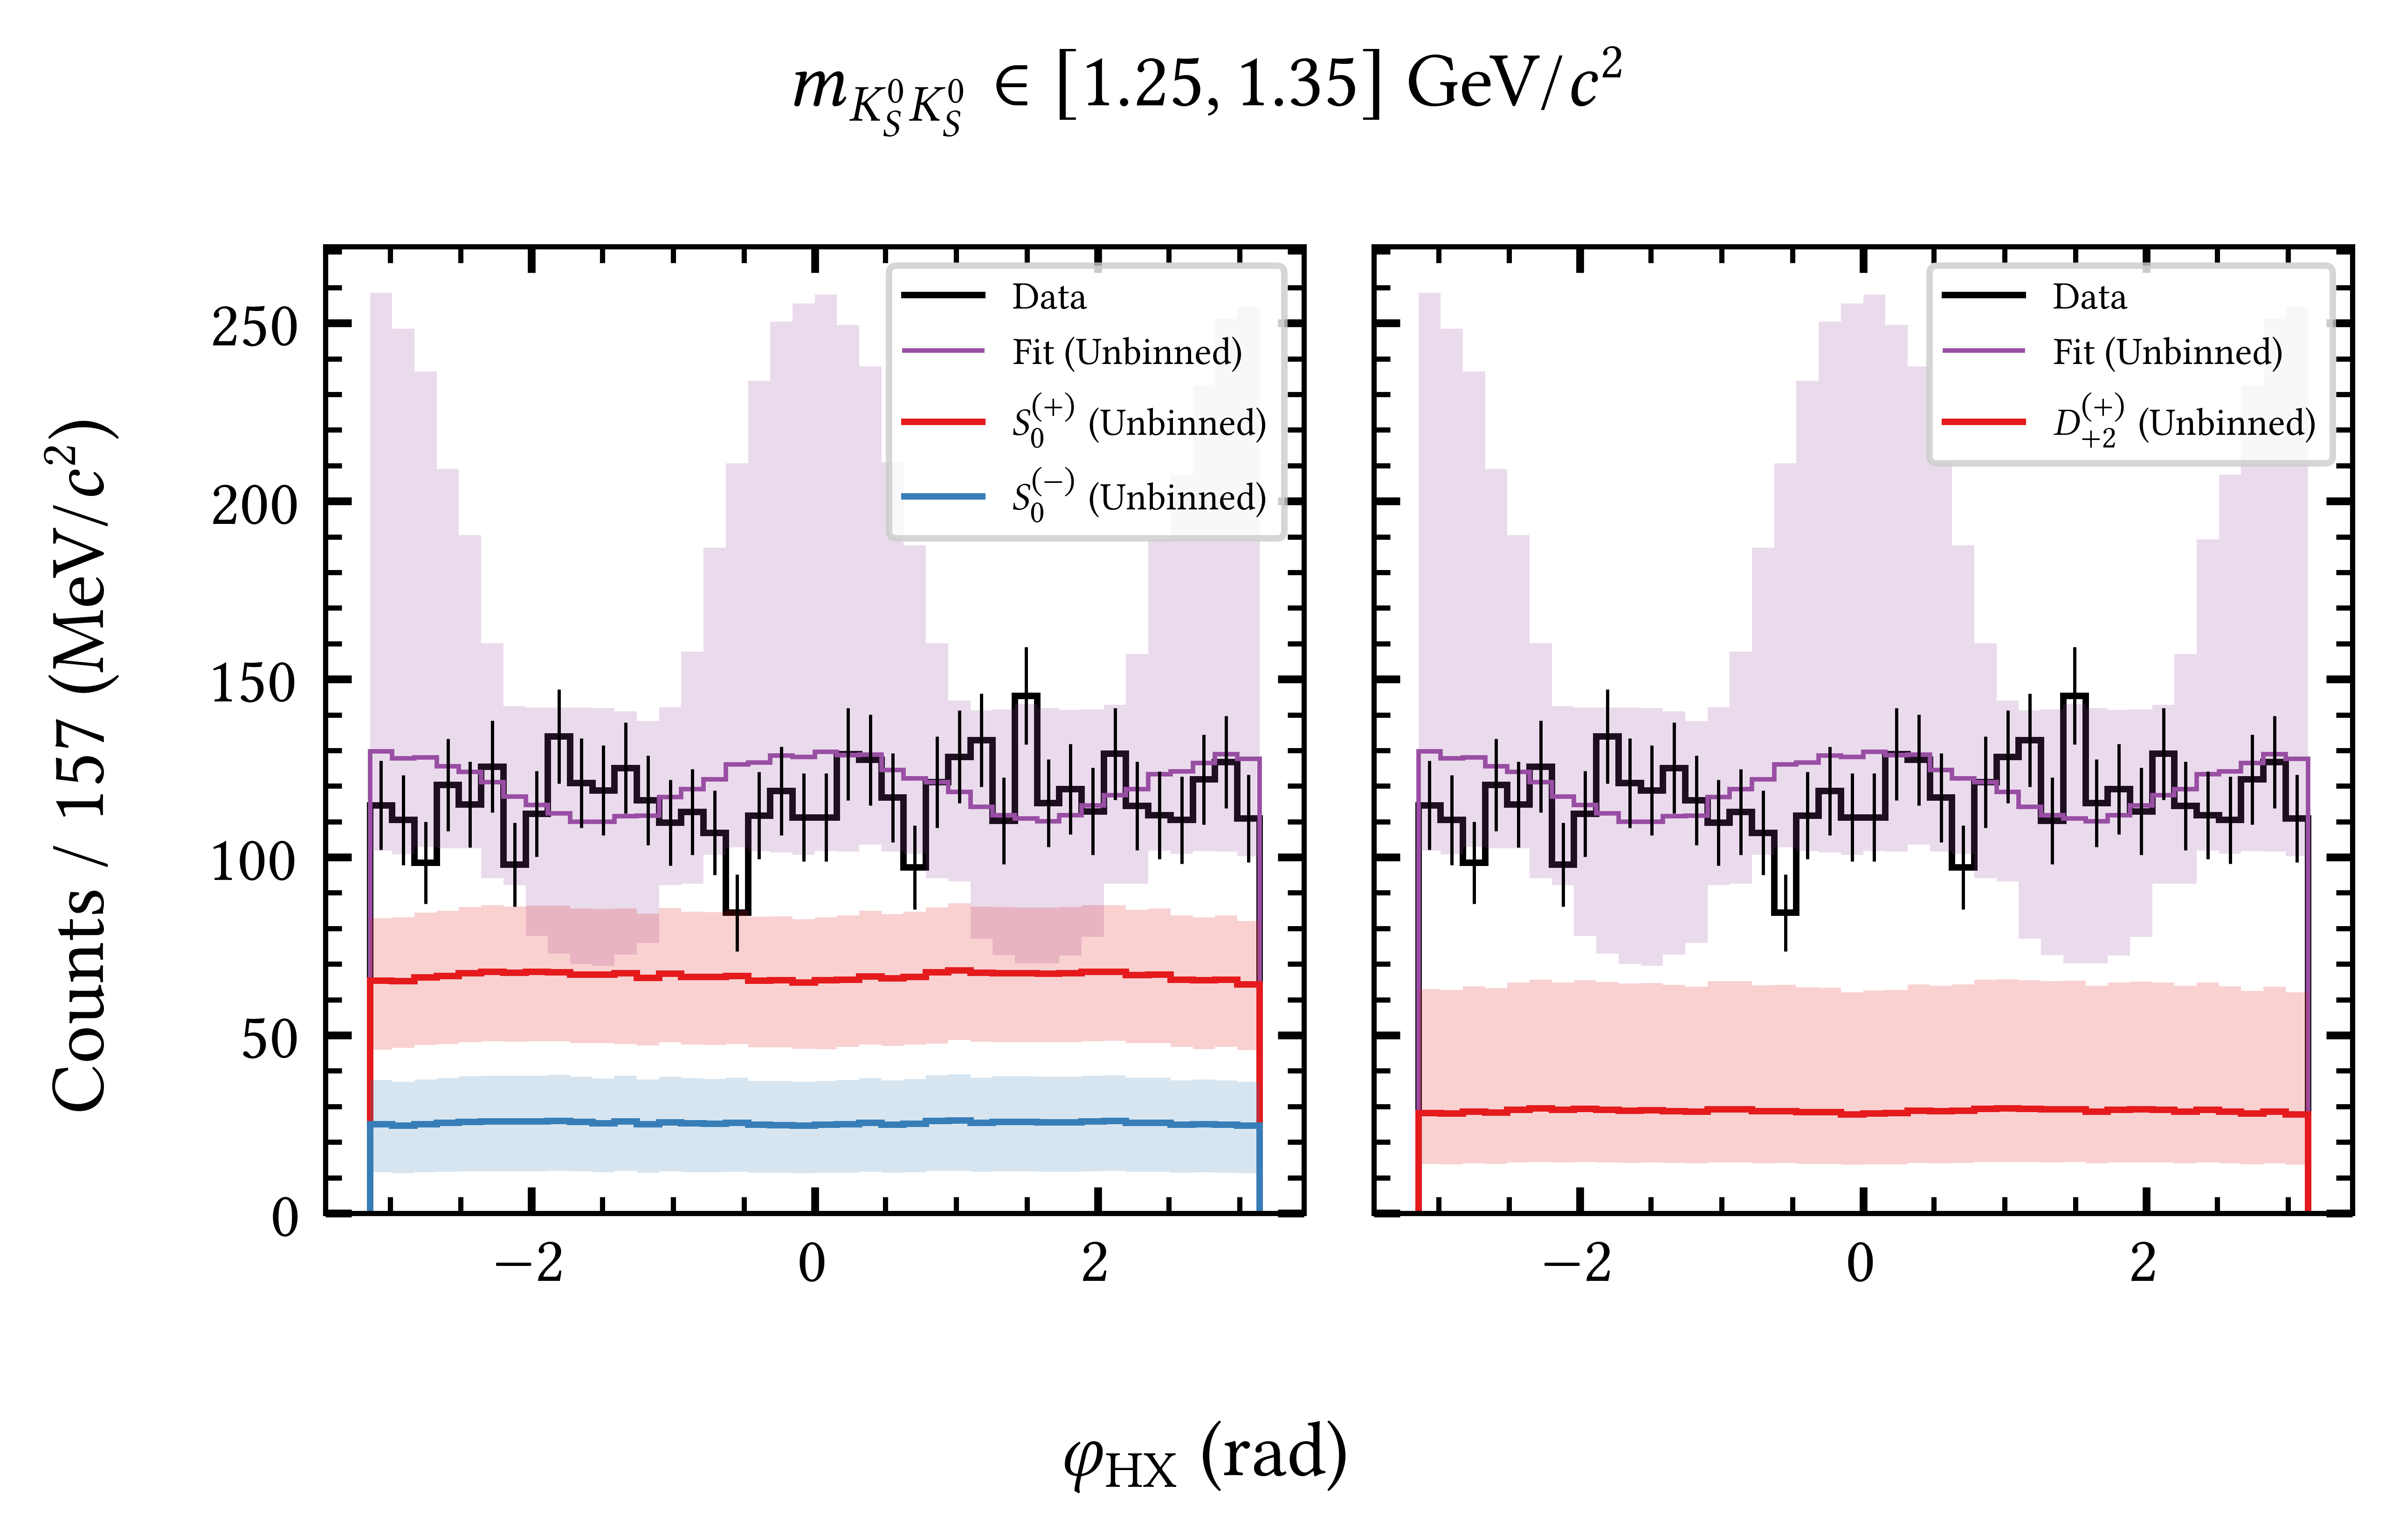 m_{K_S^0 K_S^0} ∈ [1.25, 1.35] GeV/c²
Counts / 157 (MeV/c²)
250
200
150
100
50
0
Data
Fit (Unbinned)
S_0^{(+)} (Unbinned)
S_0^{(−)} (Unbinned)
−2
0
2
Data
Fit (Unbinned)
D_{+2}^{(+)} (Unbinned)
−2
0
2
φ_{HX} (rad)